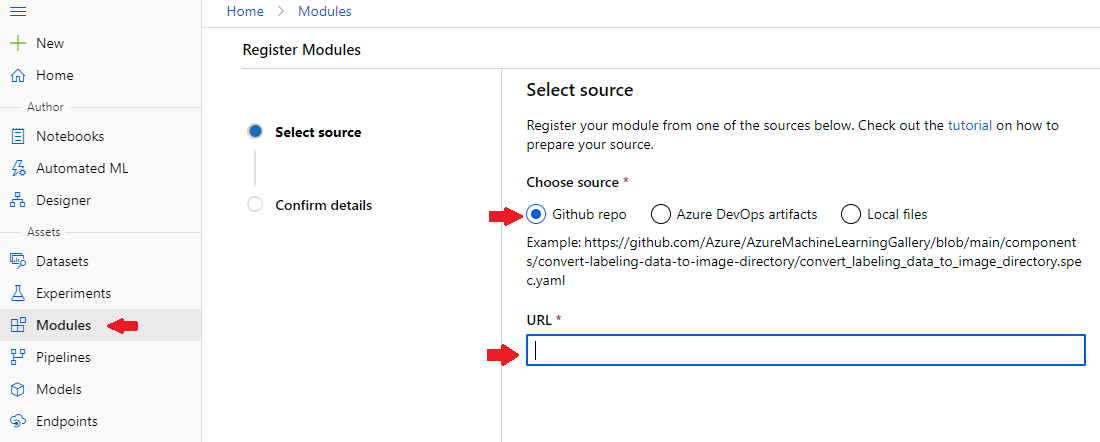 Home > Modules
New
Home
Author
Notebooks
Automated ML
Designer
Assets
Datasets
Experiments
Modules
Pipelines
Models
Endpoints
Register Modules
Select source
Confirm details
Select source
Register your module from one of the sources below. Check out the tutorial on how to
prepare your source.
Choose source *
Github repo
Azure DevOps artifacts
Local files
Example: https://github.com/Azure/AzureMachineLearningGallery/blob/main/component
s/convert-labeling-data-to-image-directory/convert_labeling_data_to_image_directory.spe
c.yaml
URL *